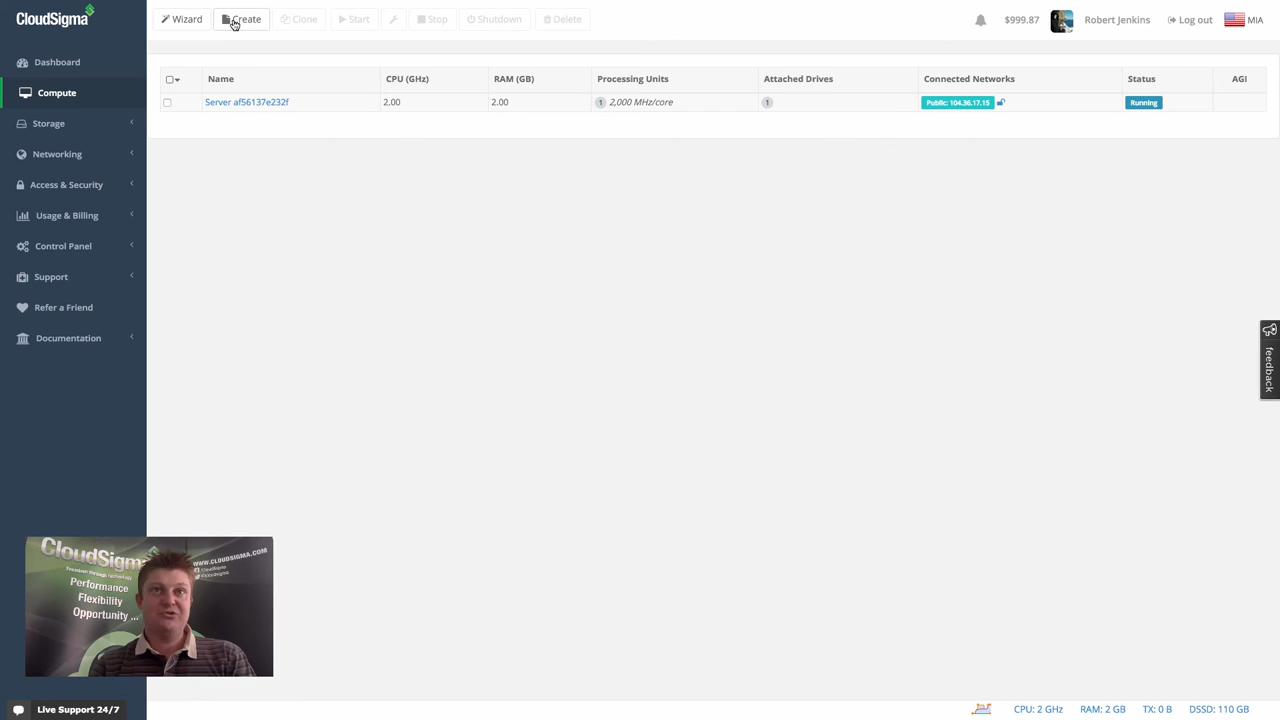 CloudSigma
Wizard
Create
Clone
Start
Stop
Shutdown
Delete
$999.87
Robert Jenkins
Log out
MIA
Dashboard
Compute
Storage
Networking
Access & Security
Usage & Billing
Control Panel
Support
Refer a Friend
Documentation
Name
CPU (GHz)
RAM (GB)
Processing Units
Attached Drives
Connected Networks
Status
AGI
Server af56137e232f
2.00
2.00
1 2,000 MHz/core
1
Public: 104.36.17.15
Running
feedback
CloudSigma
WWW.CLOUDSIGMA.COM
Performance
Flexibility
Opportunity ...
Live Support 24/7
CPU: 2 GHz
RAM: 2 GB
TX: 0 B
DSSD: 110 GB